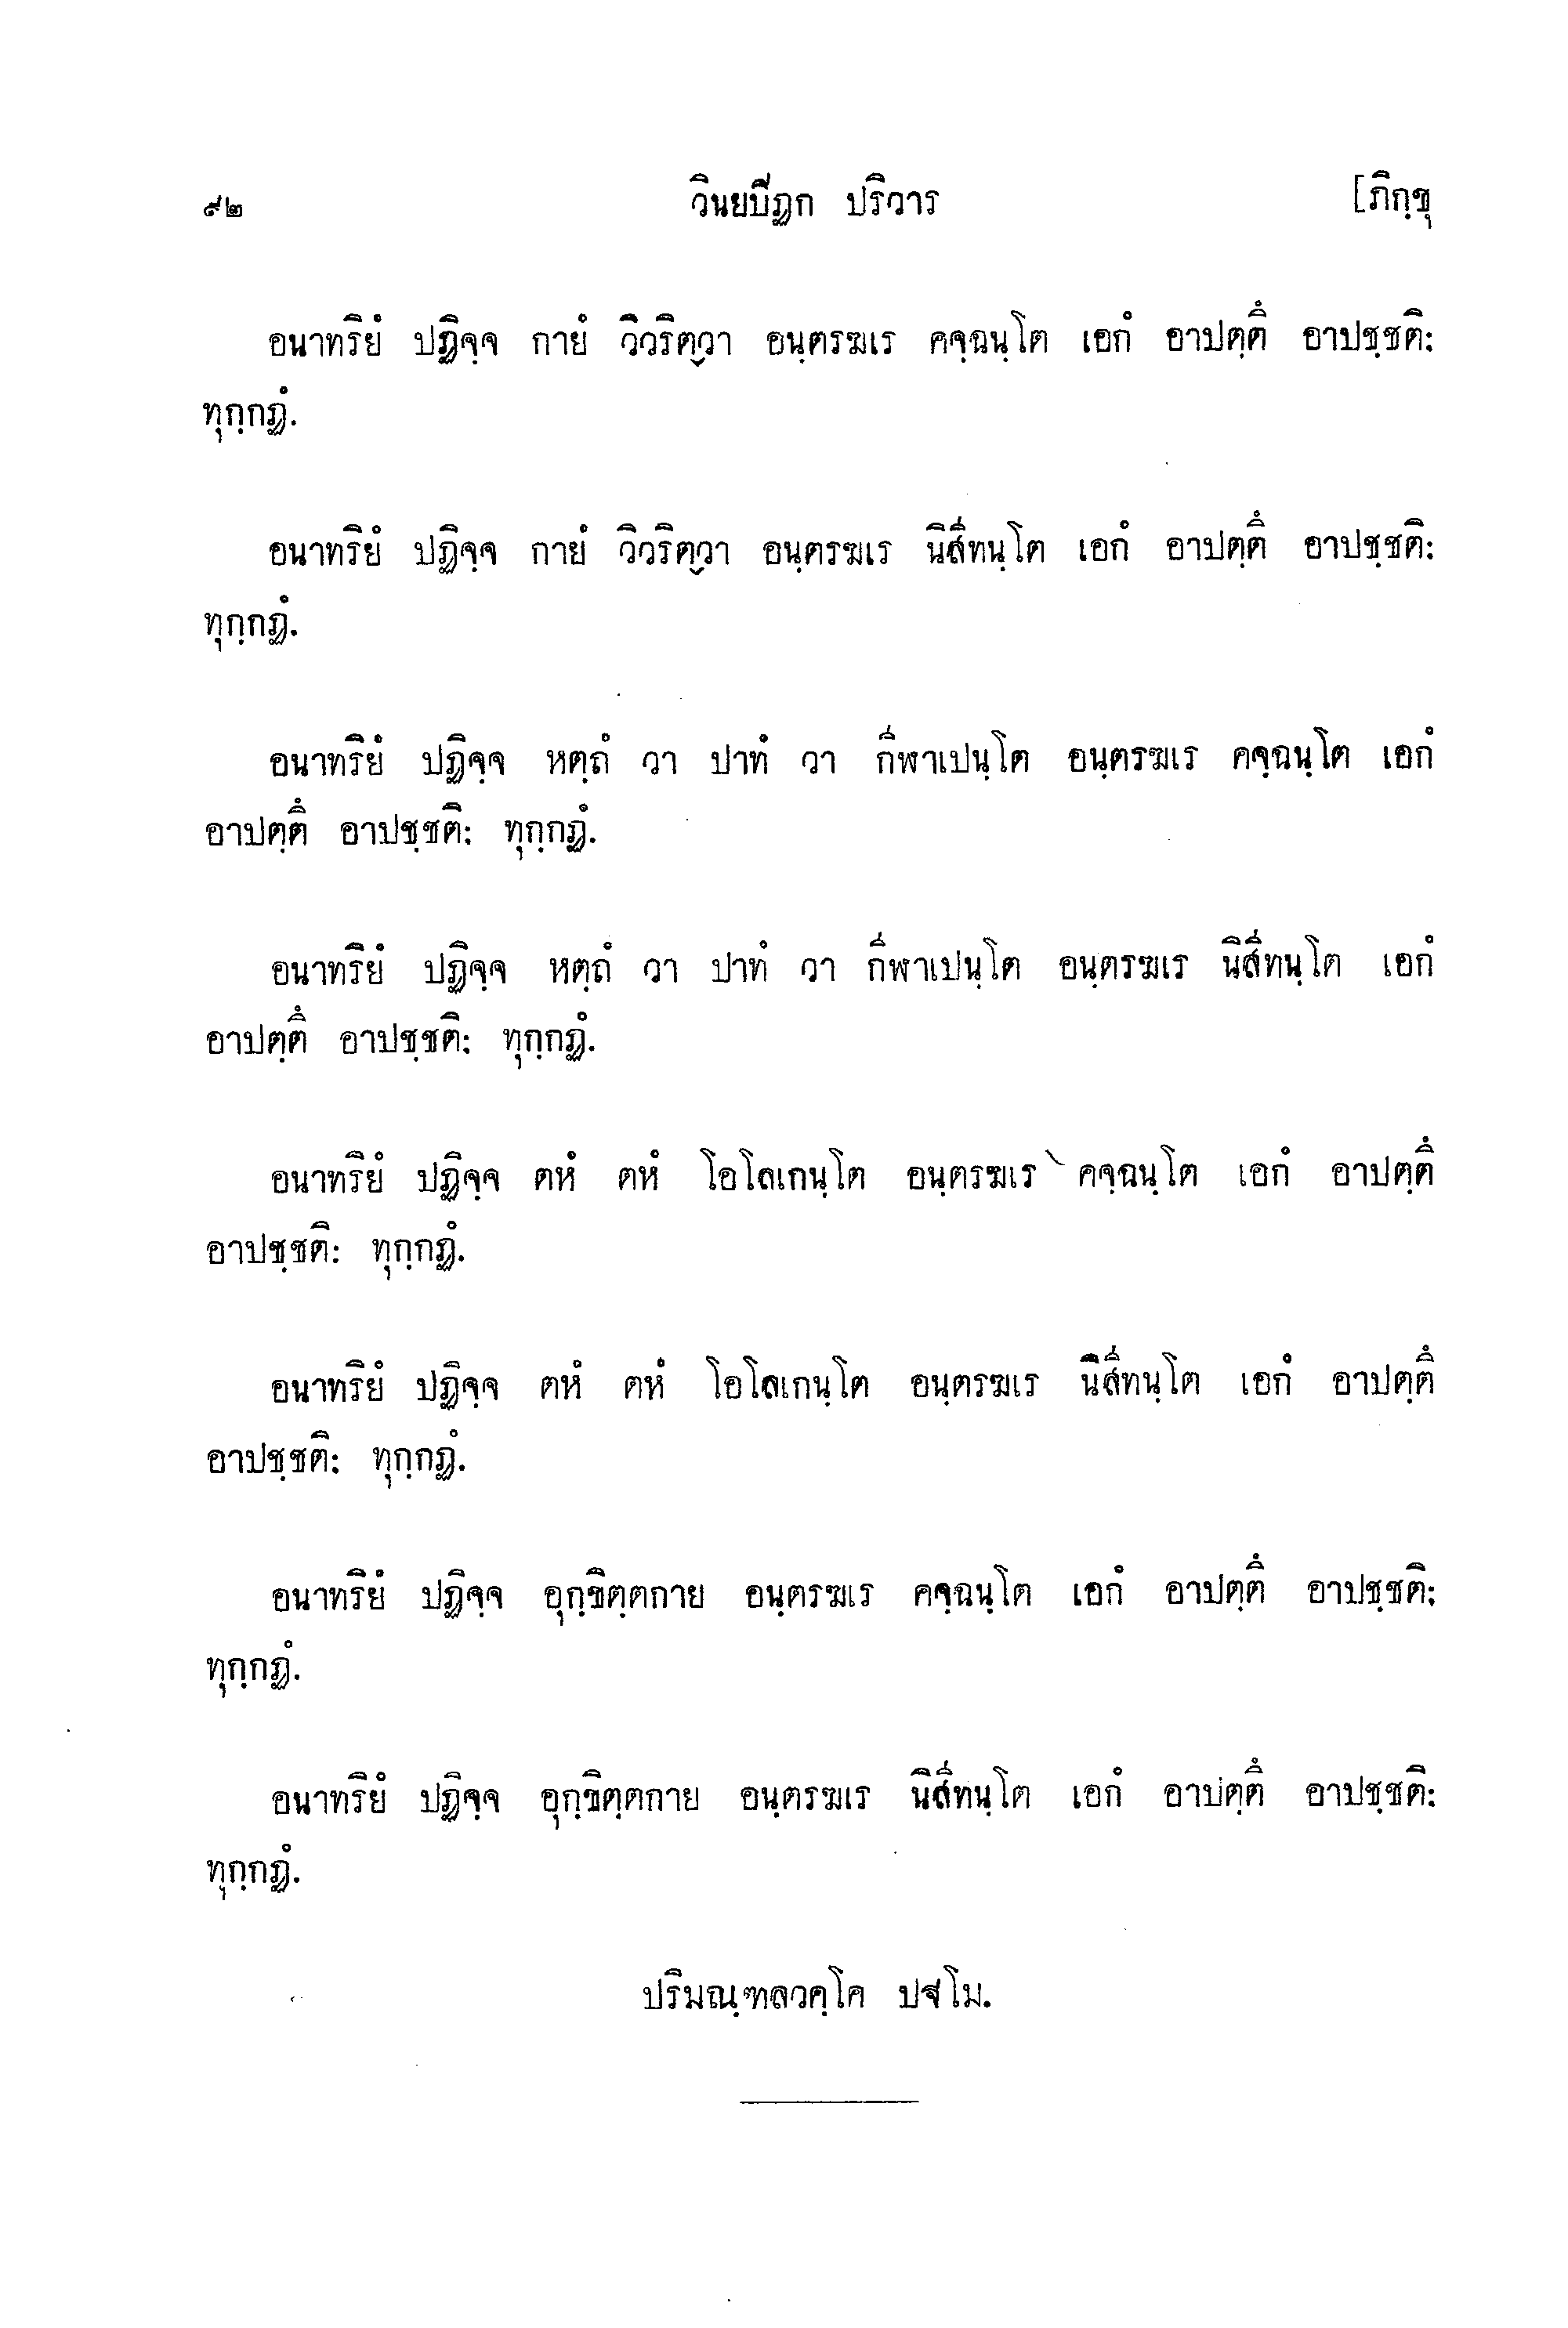 ๙๒ วินยปิฏก ปริวาร [ภิกฺขุ
อนาทริยํ ปฏิจฺจ กายํ วิวริตฺวา อนฺตรฆเร คจฺฉนฺโต เอกํ อาปตฺตึ อาปชฺชติ:
ทุกฺกฏํ.
อนาทริยํ ปฏิจฺจ กายํ วิวริตฺวา อนฺตรฆเร นิสีทนฺโต เอกํ อาปตฺตึ อาปชฺชติ:
ทุกฺกฏํ.
อนาทริยํ ปฏิจฺจ หตฺถํ วา ปาทํ วา กีฬาเปนฺโต อนฺตรฆเร คจฺฉนฺโต เอกํ
อาปตฺตึ อาปชฺชติ: ทุกฺกฏํ.
อนาทริยํ ปฏิจฺจ หตฺถํ วา ปาทํ วา กีฬาเปนฺโต อนฺตรฆเร นิสีทนฺโต เอกํ
อาปตฺตึ อาปชฺชติ: ทุกฺกฏํ.
อนาทริยํ ปฏิจฺจ ตหํ ตหํ โอโลเกนฺโต อนฺตรฆเร คจฺฉนฺโต เอกํ อาปตฺตึ
อาปชฺชติ: ทุกฺกฏํ.
อนาทริยํ ปฏิจฺจ ตหํ ตหํ โอโลเกนฺโต อนฺตรฆเร นิสีทนฺโต เอกํ อาปตฺตึ
อาปชฺชติ: ทุกฺกฏํ.
อนาทริยํ ปฏิจฺจ อุกฺขิตฺตกาย อนฺตรฆเร คจฺฉนฺโต เอกํ อาปตฺตึ อาปชฺชติ:
ทุกฺกฏํ.
อนาทริยํ ปฏิจฺจ อุกฺขิตฺตกาย อนฺตรฆเร นิสีทนฺโต เอกํ อาปตฺตึ อาปชฺชติ:
ทุกฺกฏํ.
ปริมณฺฑลวคฺโค ปฐโม.